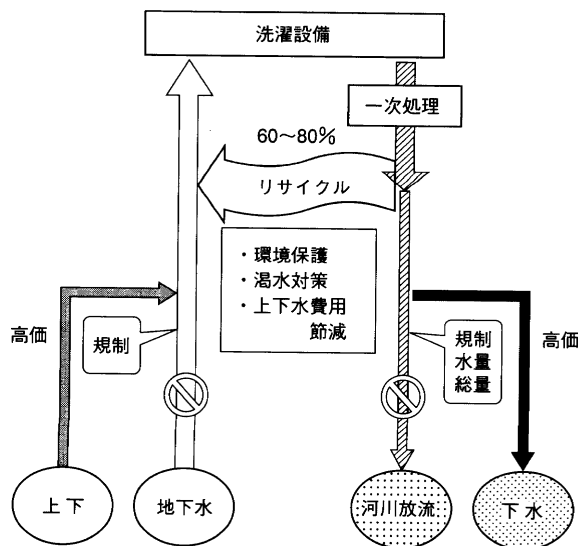 洗濯設備
一次処理
60～80%
リサイクル
・環境保護
・渇水対策
・上下水費用
節減
高価
規制
規制
水量
総量
高価
上下
地下水
河川放流
下水